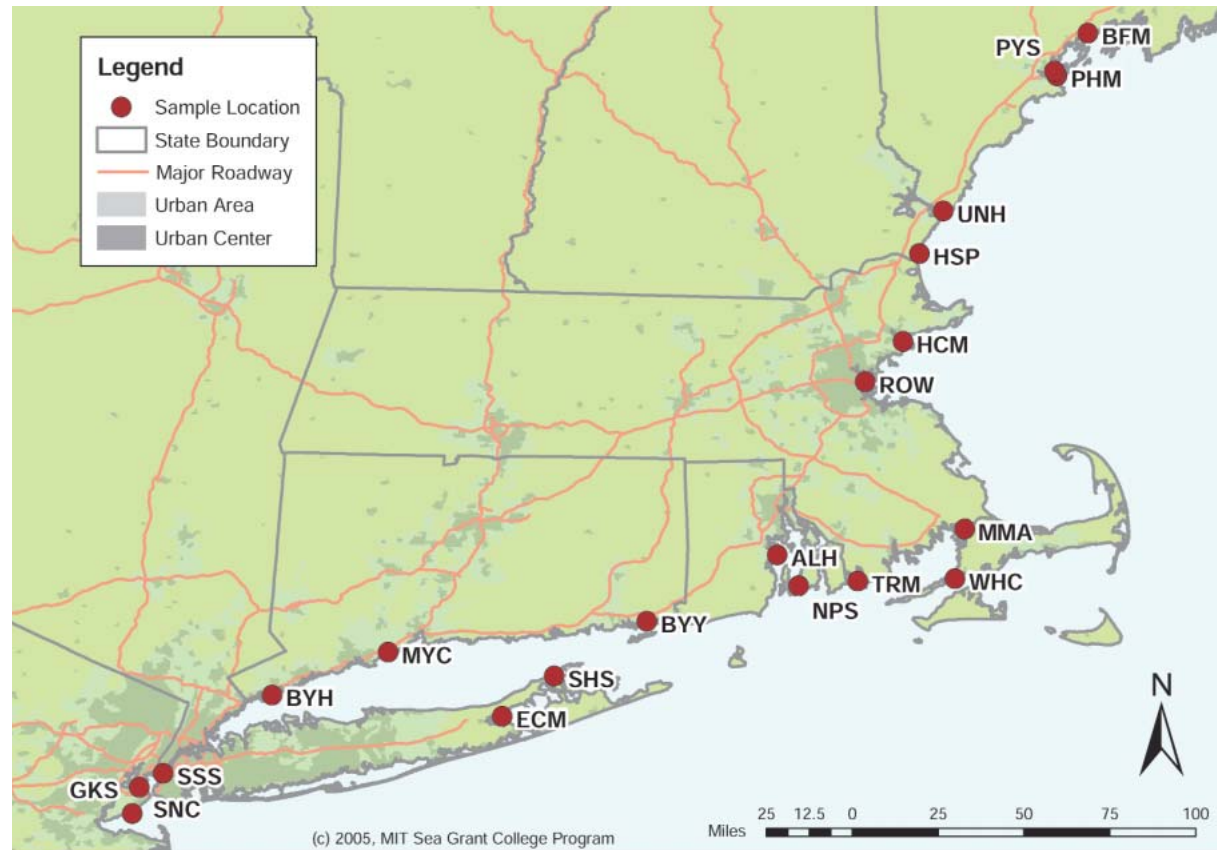 Legend
Sample Location
State Boundary
Major Roadway
Urban Area
Urban Center
PYS
BFM
PHM
UNH
HSP
HCM
ROW
MMA
ALH
TRM
WHC
NPS
BYY
MYC
SHS
BYH
ECM
SSS
GKS
SNC
N
(c) 2005, MIT Sea Grant College Program
Miles
25 12.5 0 25 50 75 100